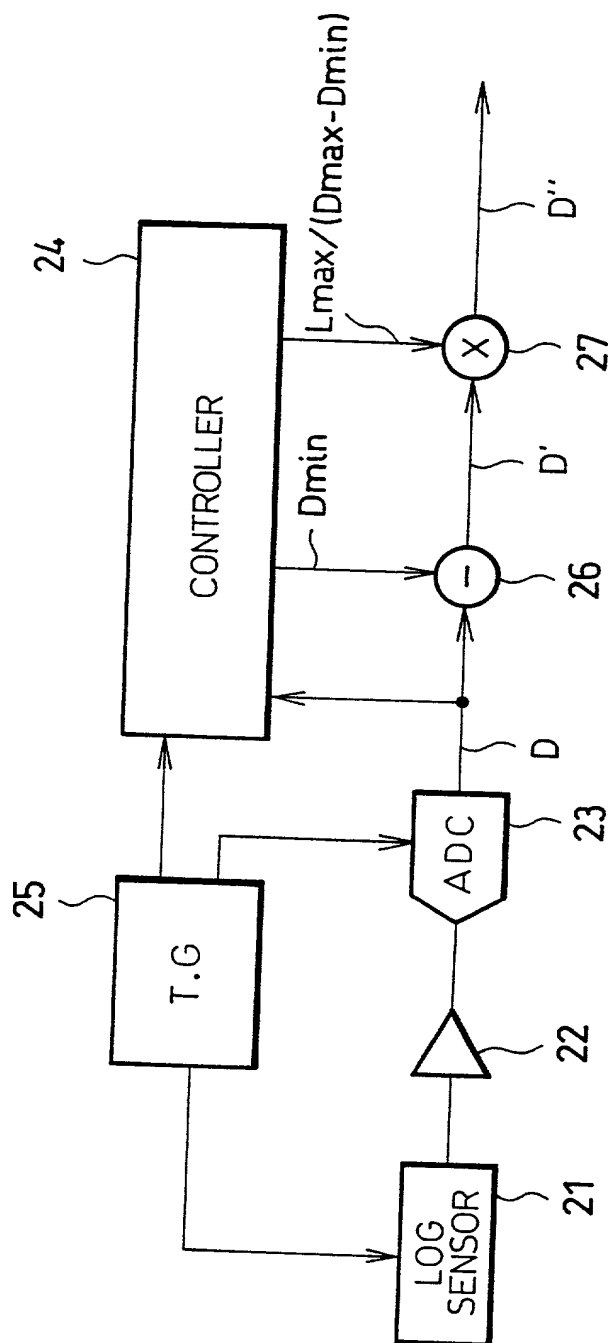 24
CONTROLLER
25
T.G
Dmin
Lmax/(Dmax-Dmin)
LOG
SENSOR
21
22
ADC
23
D
−
26
D'
X
27
D''